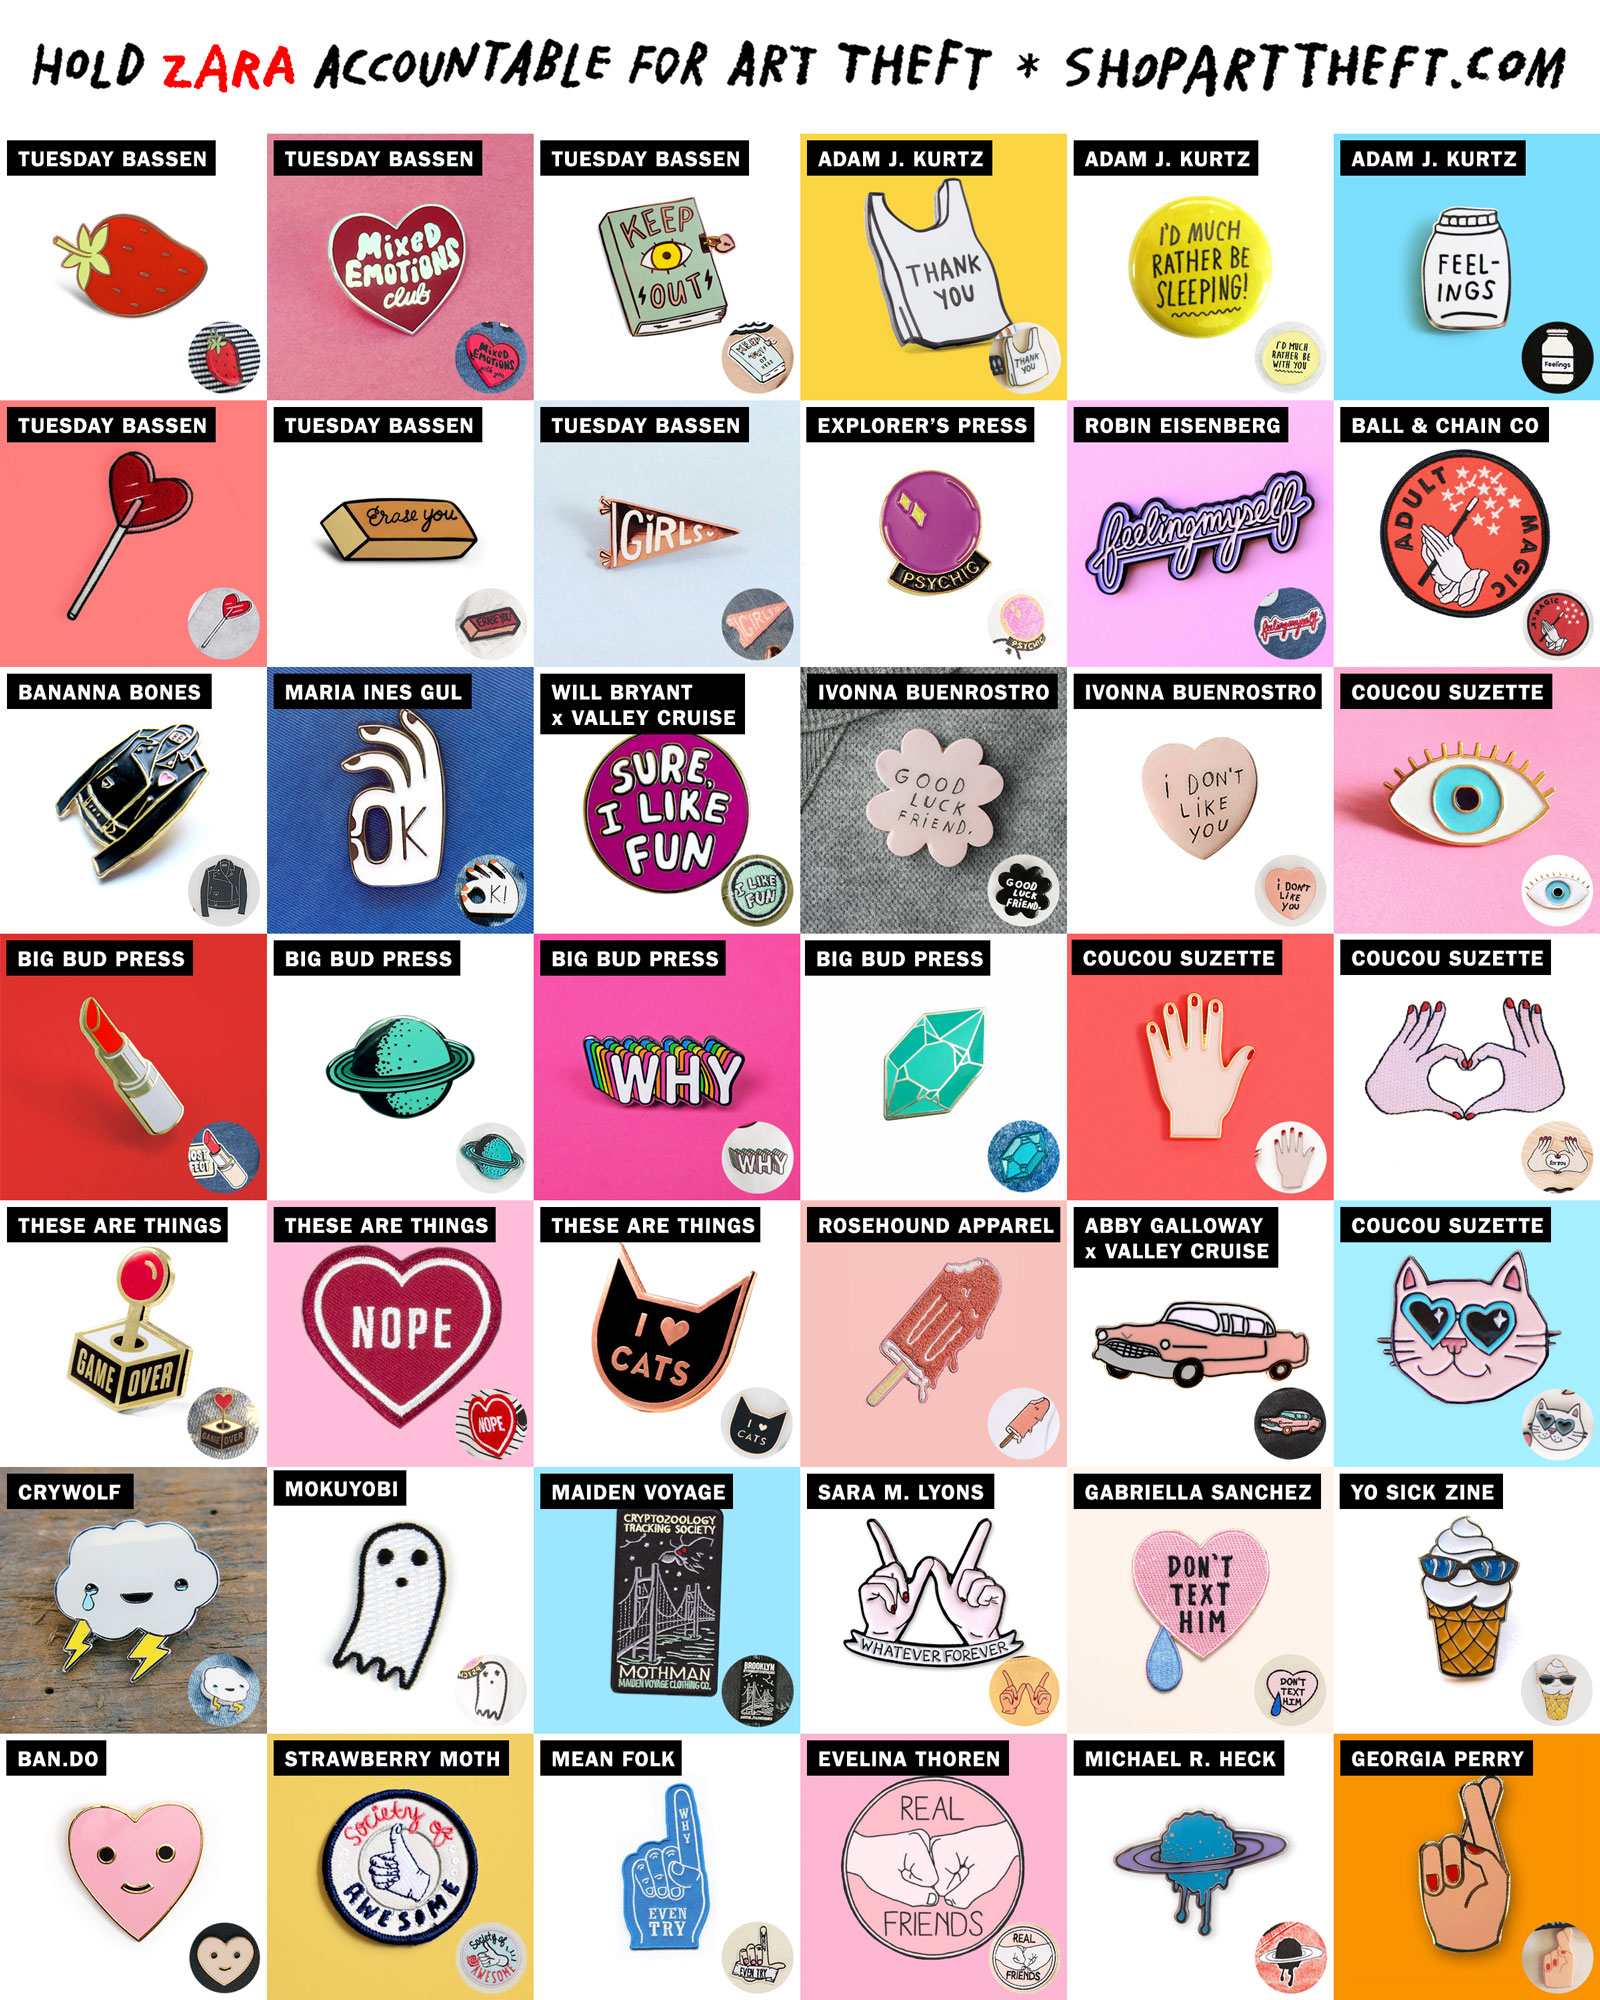 HOLD ZARA ACCOUNTABLE FOR ART THEFT * SHOPARTTHEFT.COM
TUESDAY BASSEN
TUESDAY BASSEN
MIXED
EMOTIONS
club
MIXED
EMOTIONS
TUESDAY BASSEN
KEEP
OUT
KEEP
ADAM J. KURTZ
THANK
YOU
THANK
YOU
ADAM J. KURTZ
I'D MUCH
RATHER BE
SLEEPING!
I'D MUCH
RATHER BE
WITH YOU
ADAM J. KURTZ
FEEL-
INGS
Feelings
TUESDAY BASSEN
TUESDAY BASSEN
Erase you
ERASE YOU
TUESDAY BASSEN
GIRLS
GIRLS
EXPLORER'S PRESS
PSYCHIC
PSYCHIC
ROBIN EISENBERG
feelingmyself
feelingmyself
BALL & CHAIN CO
ADULT MAGIC
MAGIC
BANANNA BONES
MARIA INES GUL
OK
OK!
WILL BRYANT
x VALLEY CRUISE
SURE,
I LIKE
FUN
I LIKE
FUN
IVONNA BUENROSTRO
GOOD
LUCK
FRIEND.
GOOD
LUCK
FRIEND.
IVONNA BUENROSTRO
i DON'T
LiKE
YOU
i DON'T
LIKE
YOU
COUCOU SUZETTE
BIG BUD PRESS
BIG BUD PRESS
BIG BUD PRESS
WHY
WHY
BIG BUD PRESS
COUCOU SUZETTE
COUCOU SUZETTE
for you
THESE ARE THINGS
GAME OVER
GAME OVER
THESE ARE THINGS
NOPE
NOPE
THESE ARE THINGS
I
CATS
I
CATS
ROSEHOUND APPAREL
ABBY GALLOWAY
x VALLEY CRUISE
COUCOU SUZETTE
CRYWOLF
MOKUYOBI
MAIDEN VOYAGE
CRYPTOZOOLOGY
TRACKING SOCIETY
MOTHMAN
MAIDEN VOYAGE CLOTHING CO.
BROOKLYN
SARA M. LYONS
WHATEVER FOREVER
GABRIELLA SANCHEZ
DON'T
TEXT
HIM
DON'T
TEXT
HIM
YO SICK ZINE
BAN.DO
STRAWBERRY MOTH
Society of
AWESOME
Society of
AWESOME
MEAN FOLK
WHY
EVEN
TRY
EVEN TRY
EVELINA THOREN
REAL
FRIENDS
REAL
FRIENDS
MICHAEL R. HECK
GEORGIA PERRY